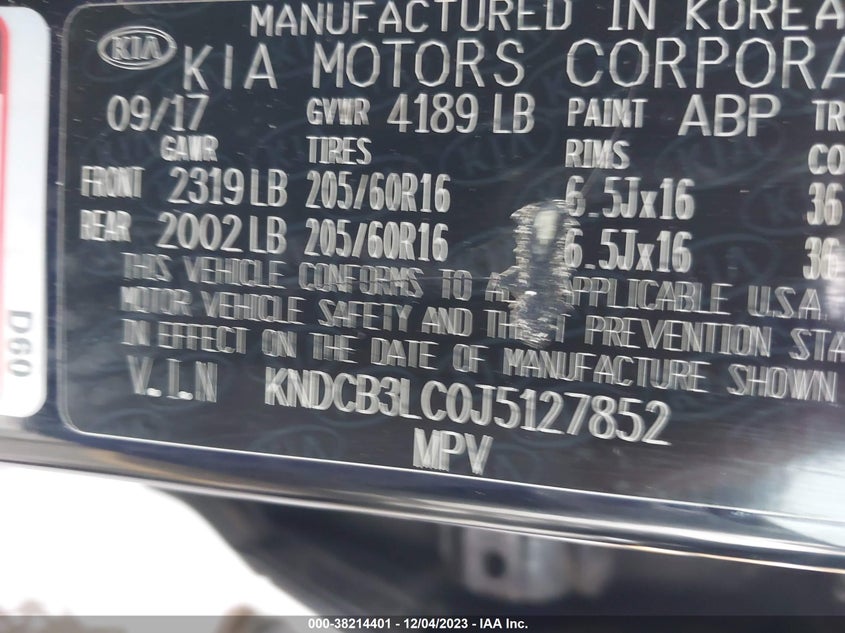 MANUFACTURED IN KOREA
KIA KIA MOTORS CORPORA
09/17 GVWR 4189 LB PAINT ABP TR
GAWR TIRES RIMS CO
FRONT 2319 LB 205/60R16 6.5Jx16 36
REAR 2002 LB 205/60R16 6.5Jx16 36
THIS VEHICLE CONFORMS TO APPLICABLE U.S.A.
MOTOR VEHICLE SAFETY AND PREVENTION STA
IN EFFECT ON THE DATE OF MANUFACTURE SHOWN
V.I.N KNDCB3LC0J5127852
MPV
D60
000-38214401 - 12/04/2023 - IAA Inc.